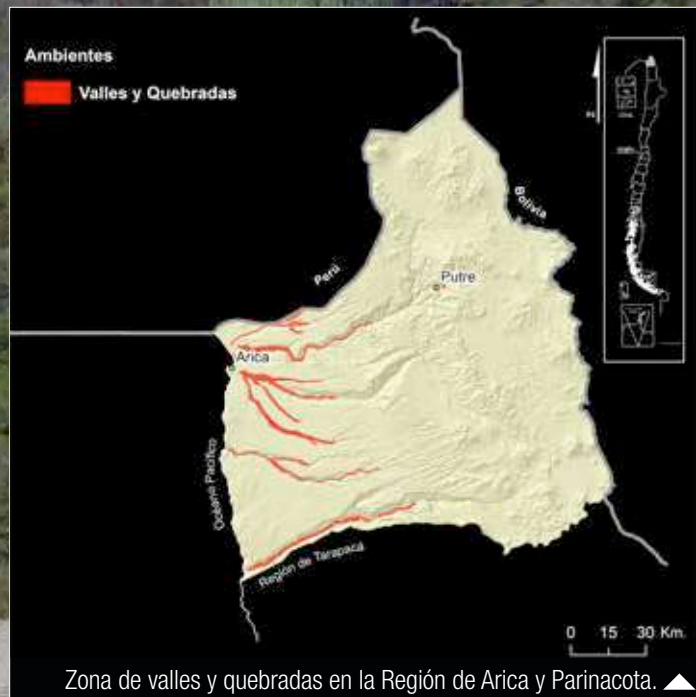 Ambientes
Valles y Quebradas
Bolivia
Perú
Putre
Arica
Océano Pacífico
Región de Tarapacá
0 15 30 Km.
Zona de valles y quebradas en la Región de Arica y Parinacota.